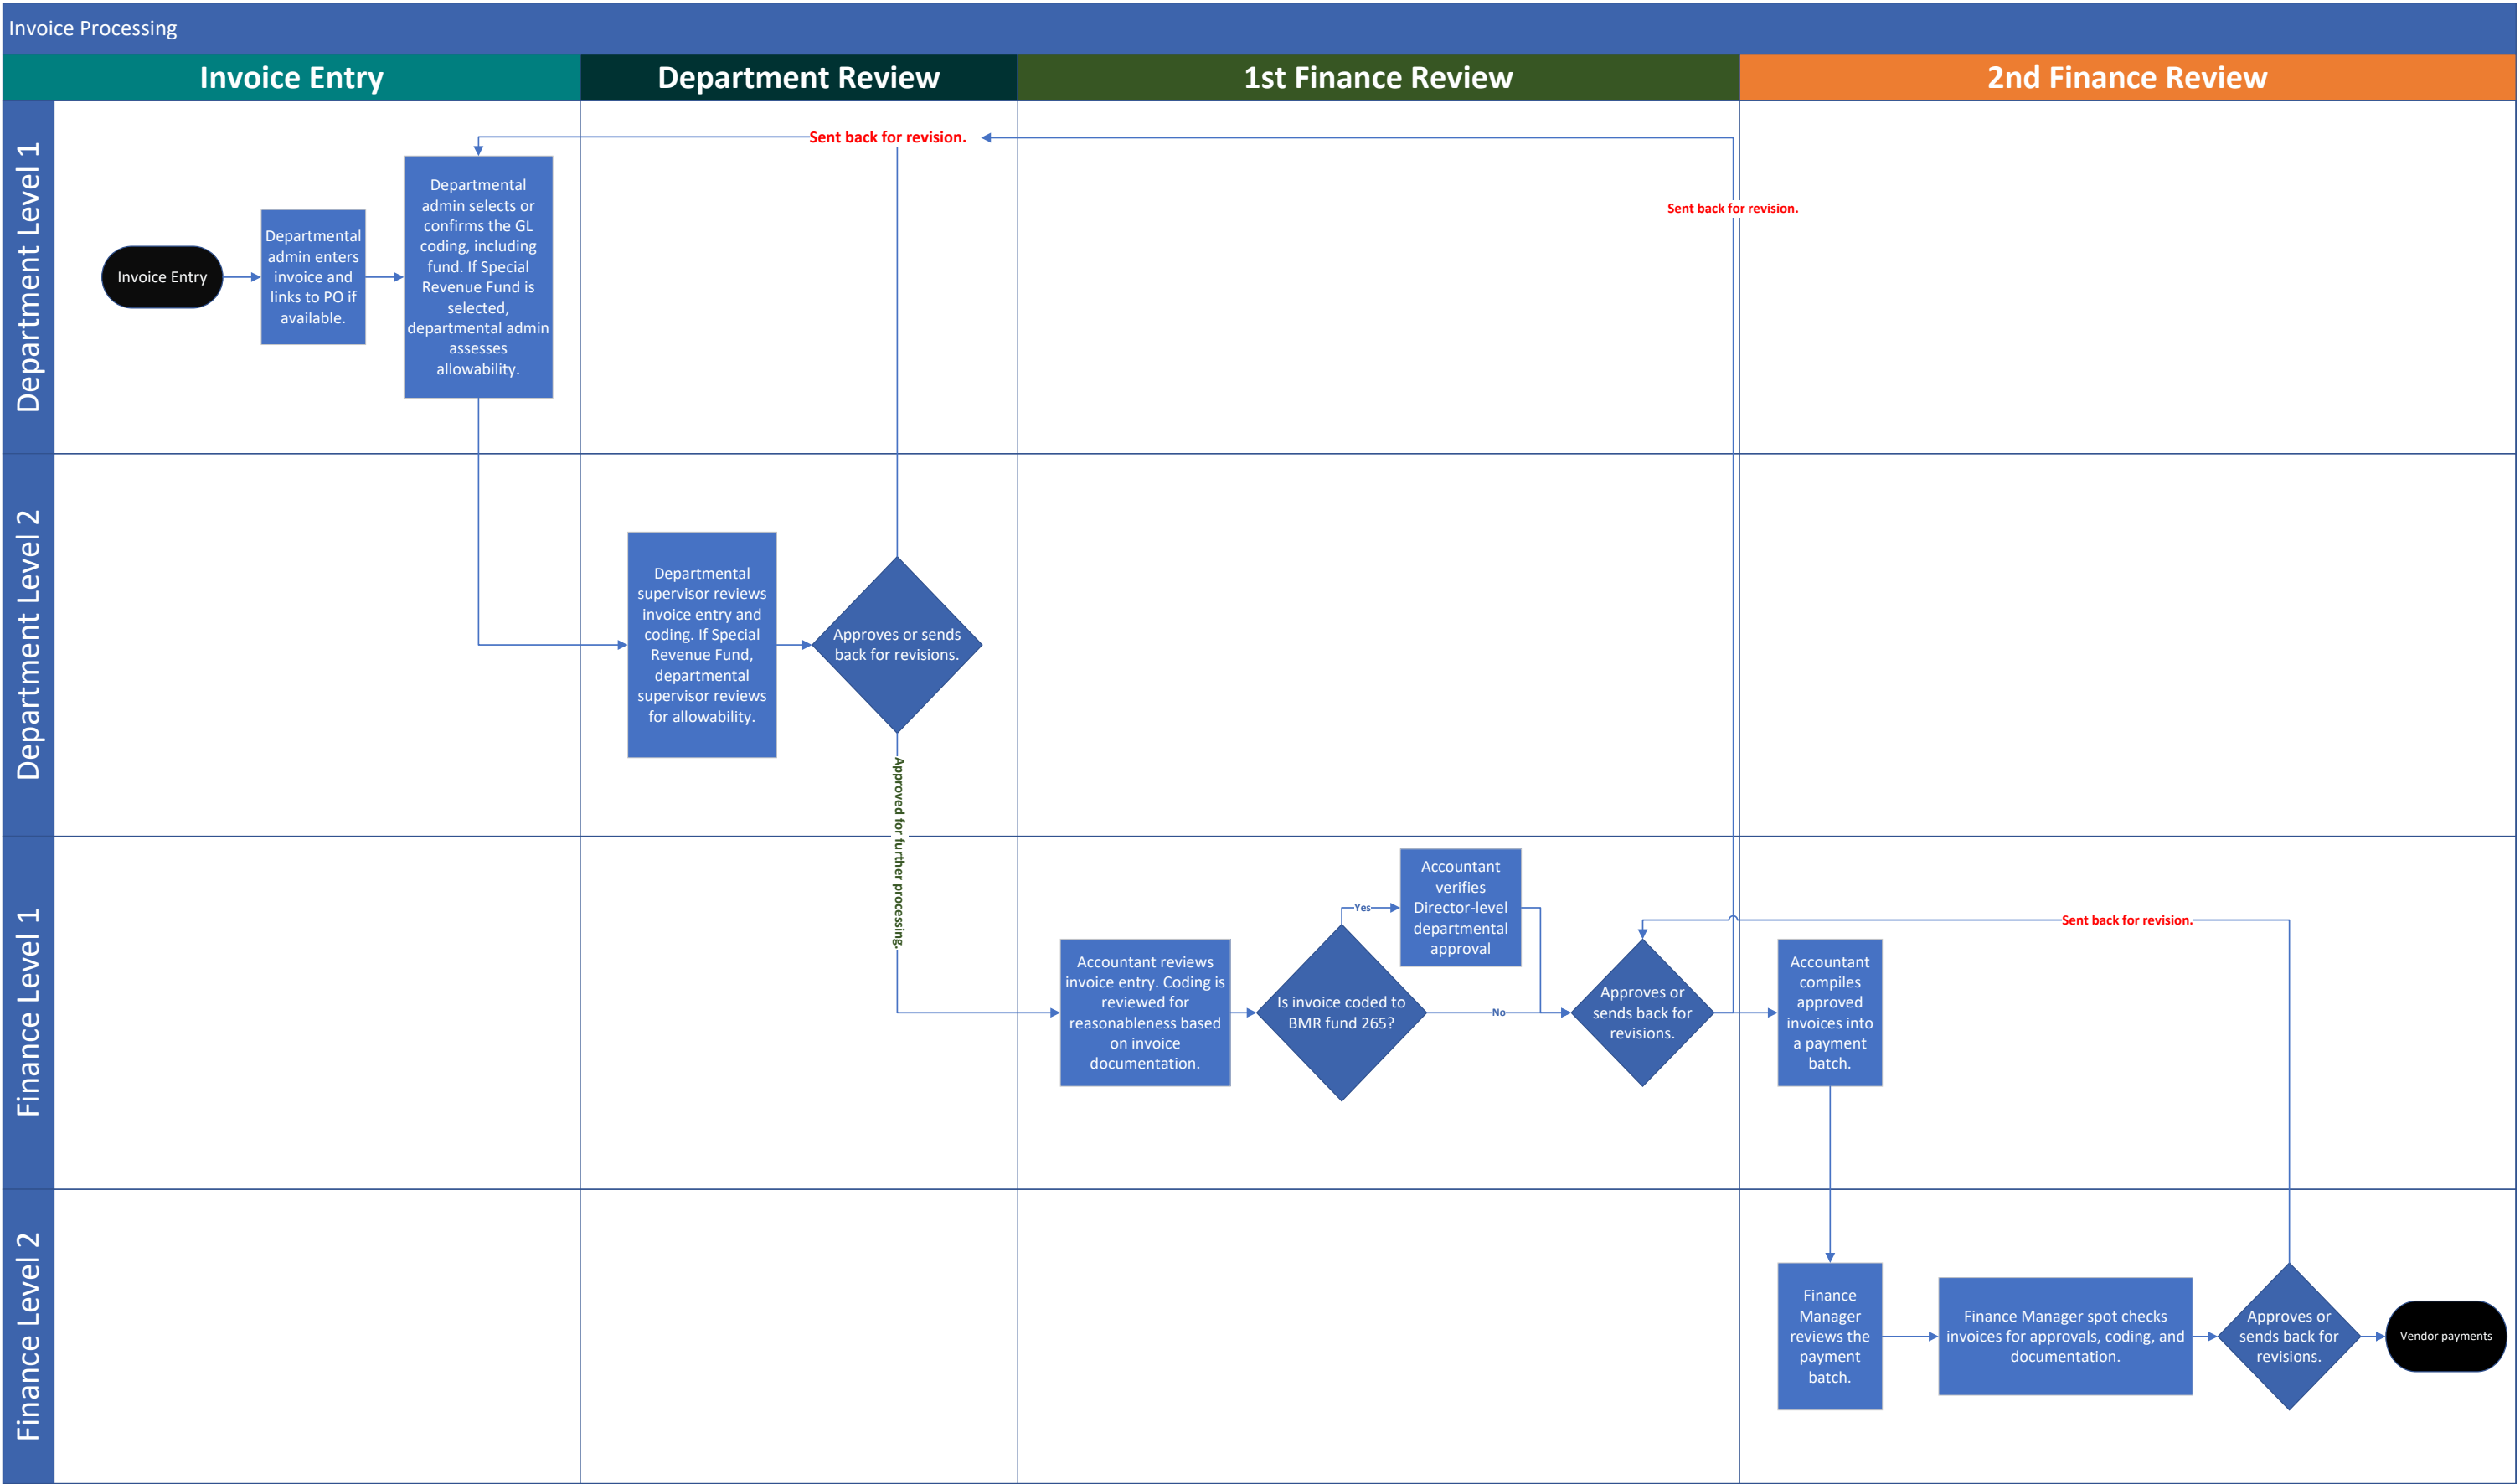 Invoice Processing
Invoice Entry
Department Review
1st Finance Review
2nd Finance Review
Department Level 1
Invoice Entry
Departmental
admin enters
invoice and
links to PO if
available.
Departmental
admin selects or
confirms the GL
coding, including
fund. If Special
Revenue Fund is
selected,
departmental admin
assesses
allowability.
Sent back for revision.
Sent back for revision.
Department Level 2
Departmental
supervisor reviews
invoice entry and
coding. If Special
Revenue Fund,
departmental
supervisor reviews
for allowability.
Approves or sends
back for revisions.
Approved for further processing.
Finance Level 1
Accountant reviews
invoice entry. Coding is
reviewed for
reasonableness based
on invoice
documentation.
Is invoice coded to
BMR fund 265?
Yes
Accountant
verifies
Director-level
departmental
approval
No
Approves or
sends back for
revisions.
Sent back for revision.
Accountant
compiles
approved
invoices into
a payment
batch.
Finance Level 2
Finance
Manager
reviews the
payment
batch.
Finance Manager spot checks
invoices for approvals, coding, and
documentation.
Approves or
sends back for
revisions.
Vendor payments